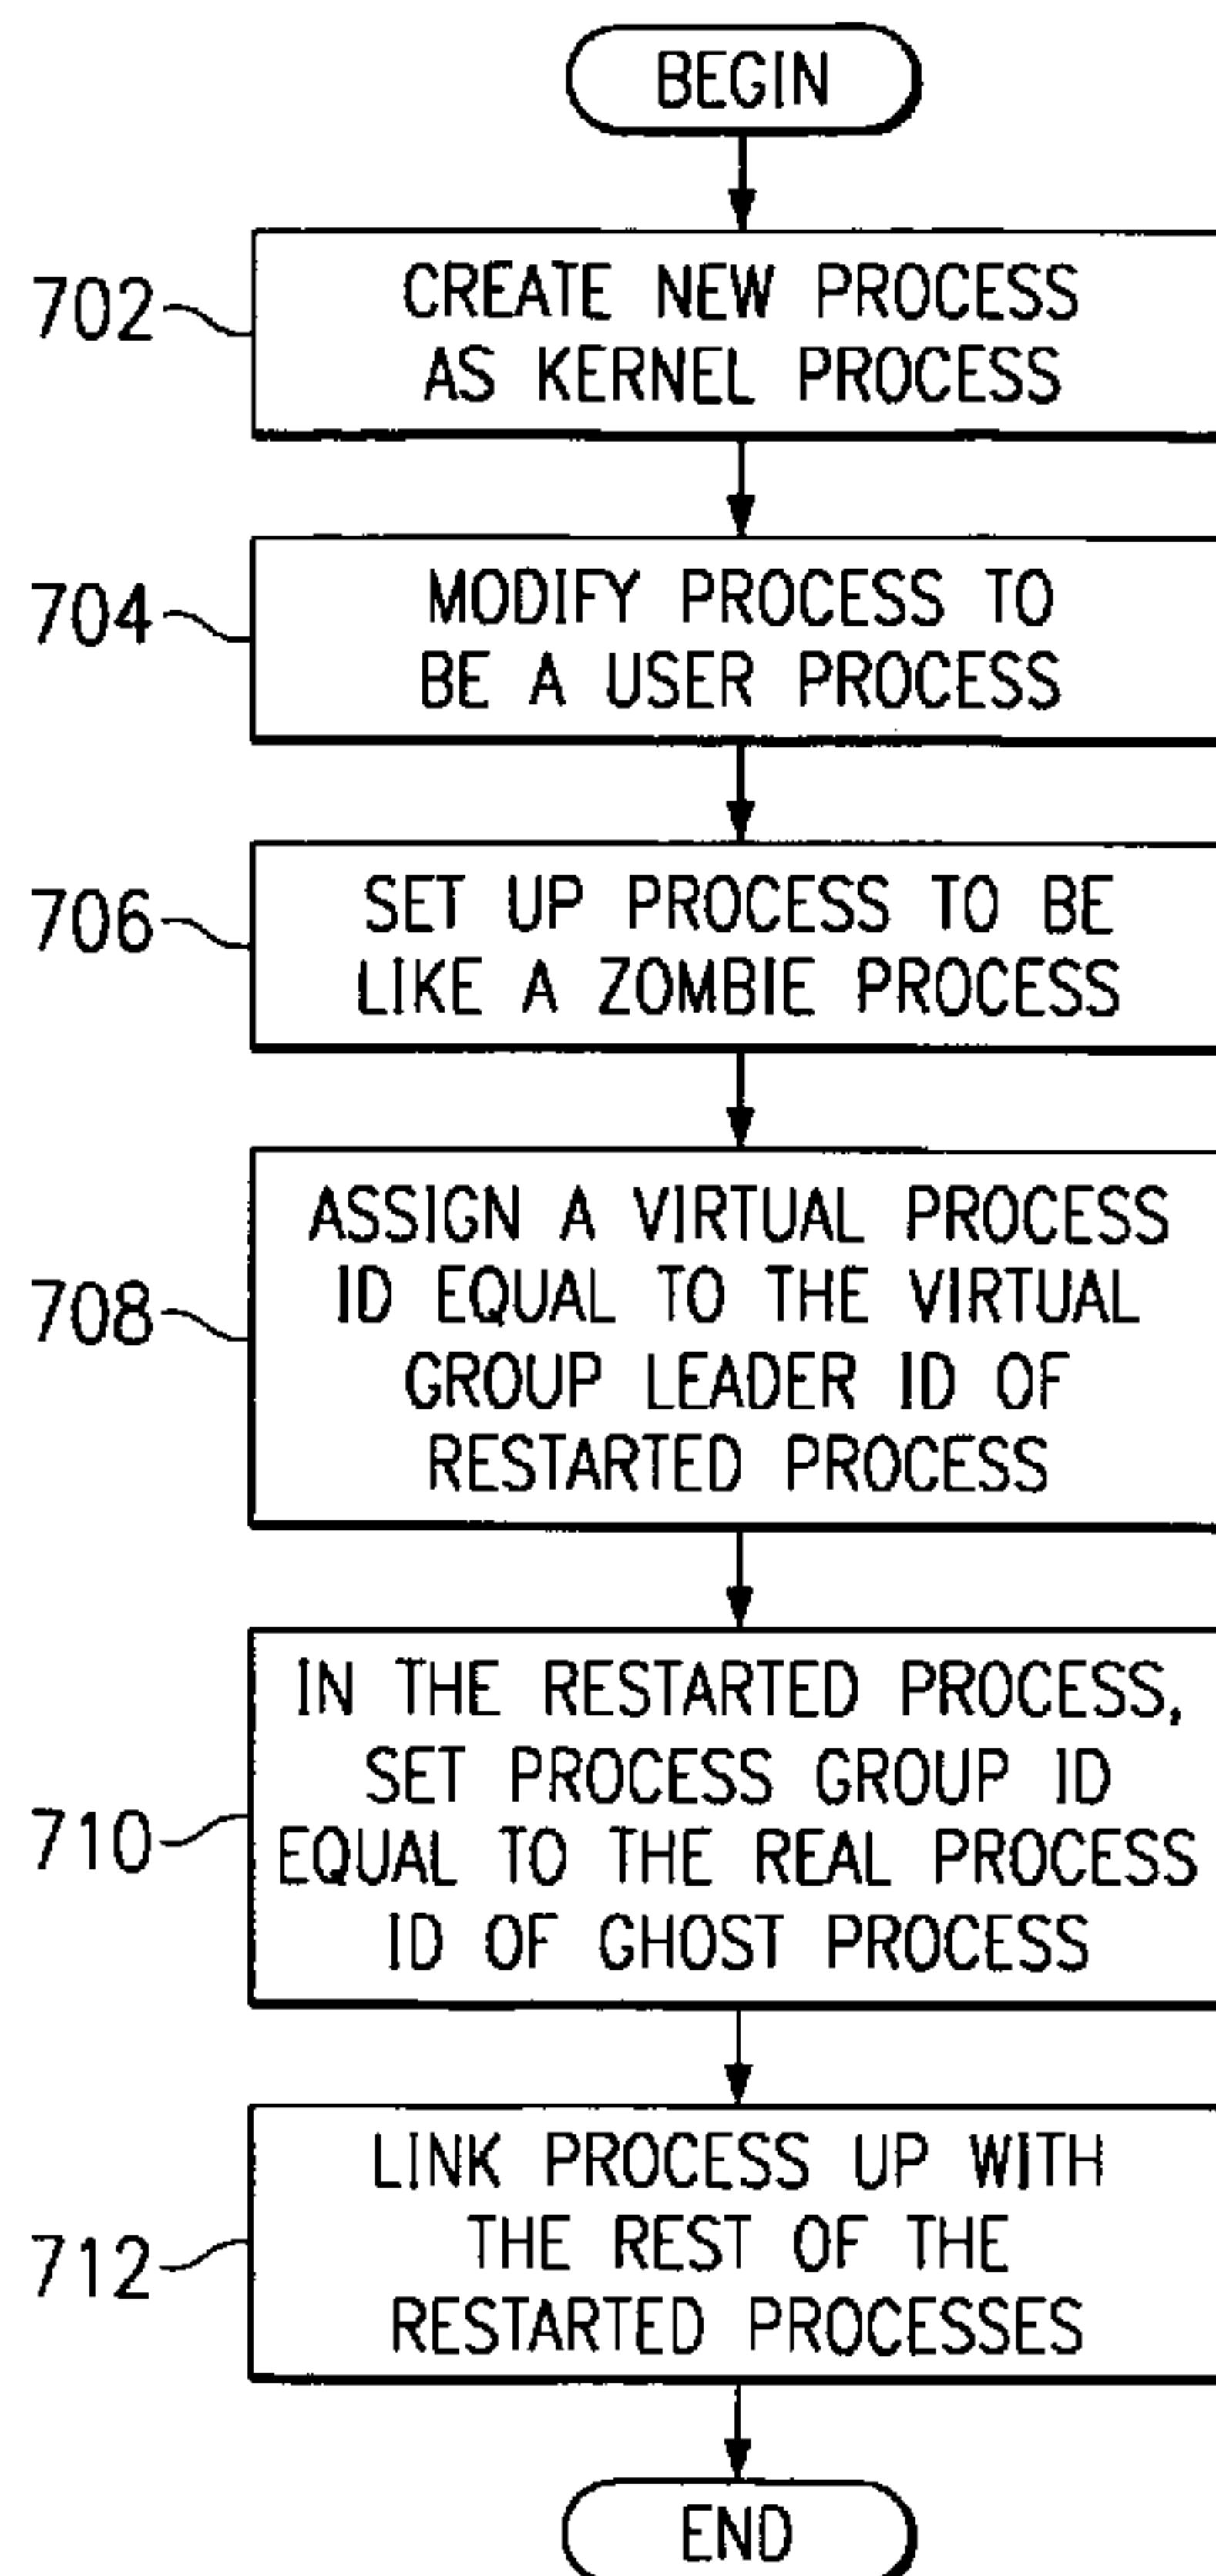 BEGIN
702
CREATE NEW PROCESS
AS KERNEL PROCESS
704
MODIFY PROCESS TO
BE A USER PROCESS
706
SET UP PROCESS TO BE
LIKE A ZOMBIE PROCESS
708
ASSIGN A VIRTUAL PROCESS
ID EQUAL TO THE VIRTUAL
GROUP LEADER ID OF
RESTARTED PROCESS
710
IN THE RESTARTED PROCESS,
SET PROCESS GROUP ID
EQUAL TO THE REAL PROCESS
ID OF GHOST PROCESS
712
LINK PROCESS UP WITH
THE REST OF THE
RESTARTED PROCESSES
END